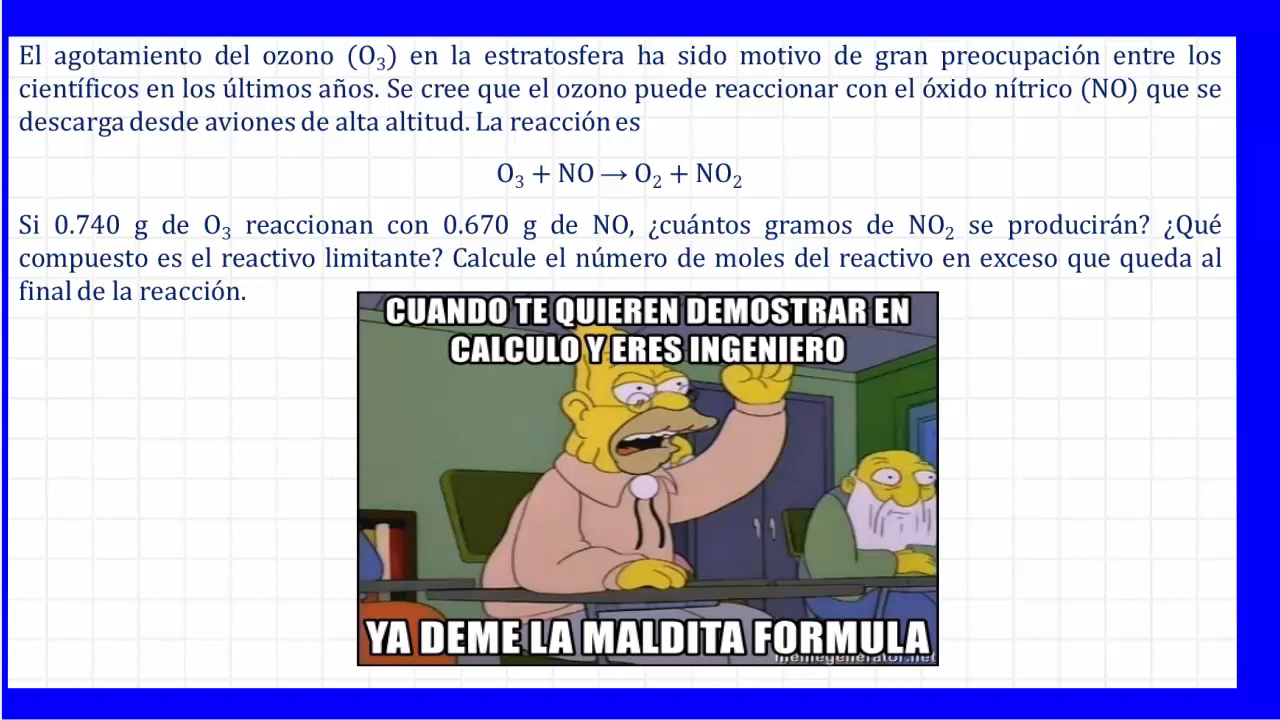 El agotamiento del ozono (O₃) en la estratosfera ha sido motivo de gran preocupación entre los
científicos en los últimos años. Se cree que el ozono puede reaccionar con el óxido nítrico (NO) que se
descarga desde aviones de alta altitud. La reacción es
O₃ + NO → O₂ + NO₂
Si 0.740 g de O₃ reaccionan con 0.670 g de NO, ¿cuántos gramos de NO₂ se producirán? ¿Qué
compuesto es el reactivo limitante? Calcule el número de moles del reactivo en exceso que queda al
final de la reacción.
CUANDO TE QUIEREN DEMOSTRAR EN
CALCULO Y ERES INGENIERO
YA DEME LA MALDITA FORMULA
memegenerator.net